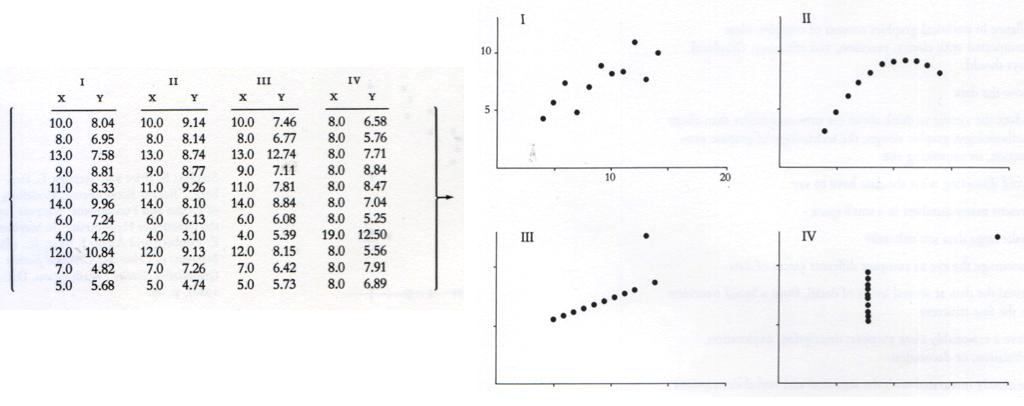 I II III IV
X Y X Y X Y X Y
10.0 8.04 10.0 9.14 10.0 7.46 8.0 6.58
8.0 6.95 8.0 8.14 8.0 6.77 8.0 5.76
13.0 7.58 13.0 8.74 13.0 12.74 8.0 7.71
9.0 8.81 9.0 8.77 9.0 7.11 8.0 8.84
11.0 8.33 11.0 9.26 11.0 7.81 8.0 8.47
14.0 9.96 14.0 8.10 14.0 8.84 8.0 7.04
6.0 7.24 6.0 6.13 6.0 6.08 8.0 5.25
4.0 4.26 4.0 3.10 4.0 5.39 19.0 12.50
12.0 10.84 12.0 9.13 12.0 8.15 8.0 5.56
7.0 4.82 7.0 7.26 7.0 6.42 8.0 7.91
5.0 5.68 5.0 4.74 5.0 5.73 8.0 6.89
I
10
5
10 20
II
III
IV